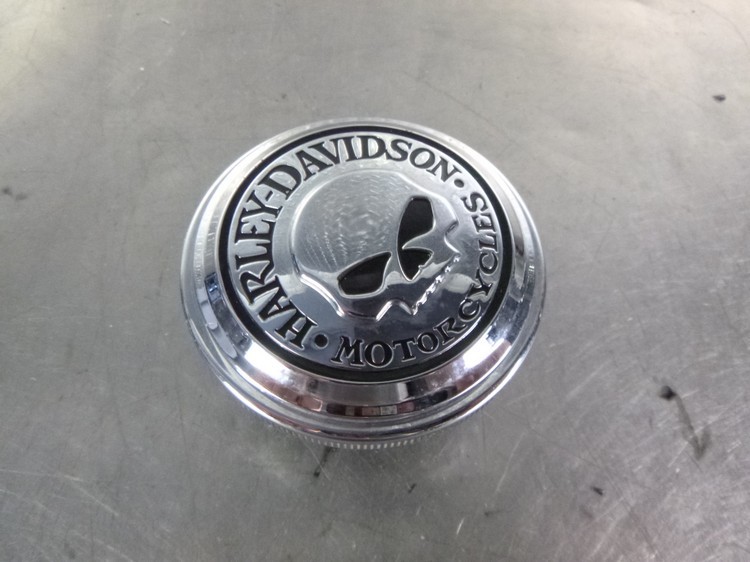 HARLEY-DAVIDSON
• MOTORCYCLES •